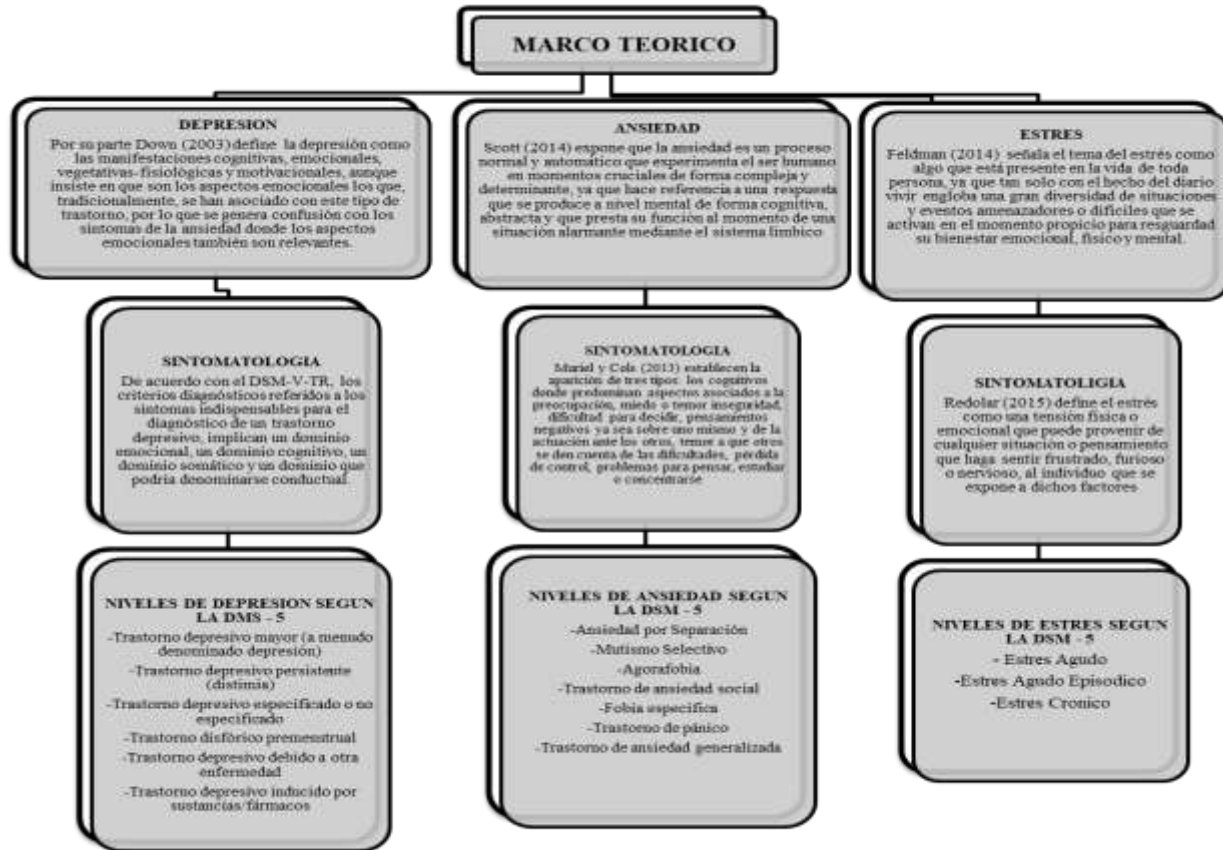 MARCO TEORICO
DEPRESION
Por su parte Down (2003) define la depresión como
las manifestaciones cognitivas, emocionales,
vegetativas-fisiológicas y motivacionales, aunque
insiste en que son los aspectos emocionales los que,
tradicionalmente, se han asociado con este tipo de
trastorno, por lo que se genera confusión con los
síntomas de la ansiedad donde los aspectos
emocionales también son relevantes.
ANSIEDAD
Scott (2014) expone que la ansiedad es un proceso
normal y automático que experimenta el ser humano
en momentos cruciales de forma compleja y
determinante, ya que hace referencia a una respuesta
que se produce a nivel mental de forma cognitiva,
abstracta y que presta su función al momento de una
situación alarmante mediante el sistema límbico
ESTRES
Feldman (2014) señala el tema del estrés como
algo que está presente en la vida de toda
persona, ya que tan solo con el hecho del diario
vivir engloba una gran diversidad de situaciones
y eventos amenazadores o difíciles que se
activan en el momento propicio para resguardad
su bienestar emocional, físico y mental.
SINTOMATOLOGIA
De acuerdo con el DSM-V-TR, los
criterios diagnósticos referidos a los
síntomas indispensables para el
diagnóstico de un trastorno
depresivo, implican un dominio
emocional, un dominio cognitivo, un
dominio somático y un dominio que
podría denominarse conductual.
SINTOMATOLOGIA
Muriel y Cols (2013) establecen la
aparición de tres tipos: los cognitivos
donde predominan aspectos asociados a la
preocupación, miedo o temor inseguridad,
dificultad para decidir, pensamientos
negativos ya sea sobre uno mismo y de la
actuación ante los otros, temor a que otros
se den cuenta de las dificultades, pérdida
de control, problemas para pensar, estudiar
o concentrarse
SINTOMATOLIGIA
Redolar (2015) define el estrés
como una tensión física o
emocional que puede provenir de
cualquier situación o pensamiento
que haga sentir frustrado, furioso
o nervioso, al individuo que se
expone a dichos factores
NIVELES DE DEPRESION SEGUN
LA DMS - 5
-Trastorno depresivo mayor (a menudo
denominado depresión)
-Trastorno depresivo persistente
(distimia)
-Trastorno depresivo especificado o no
especificado
-Trastorno disfórico premenstrual
-Trastorno depresivo debido a otra
enfermedad
-Trastorno depresivo inducido por
sustancias/fármacos
NIVELES DE ANSIEDAD SEGUN
LA DSM - 5
-Ansiedad por Separación
-Mutismo Selectivo
-Agorafobia
-Trastorno de ansiedad social
-Fobia específica
-Trastorno de pánico
-Trastorno de ansiedad generalizada
NIVELES DE ESTRES SEGUN
LA DSM - 5
- Estres Agudo
-Estres Agudo Episodico
-Estres Cronico